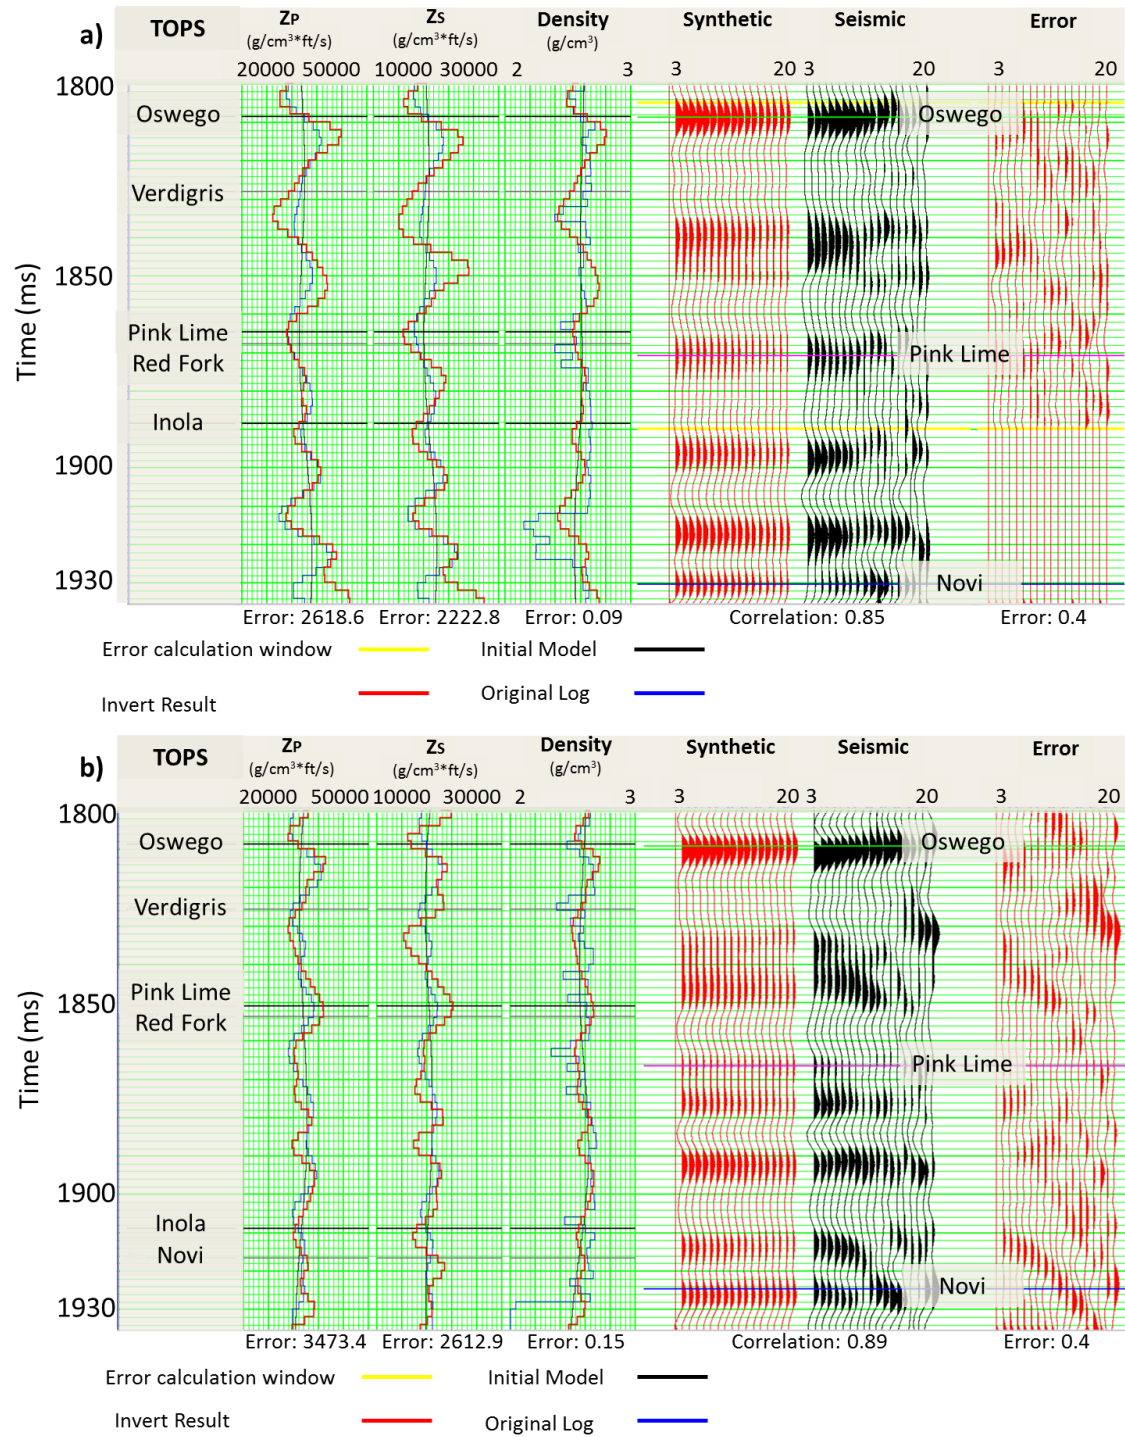 a)
TOPS
ZP
(g/cm³*ft/s)
ZS
(g/cm³*ft/s)
Density
(g/cm³)
Synthetic
Seismic
Error
20000 50000
10000 30000
2 3
3 20
3 20
3 20
Time (ms)
1800
1850
1900
1930
Oswego
Verdigris
Pink Lime
Red Fork
Inola
Oswego
Pink Lime
Novi
Error: 2618.6
Error: 2222.8
Error: 0.09
Correlation: 0.85
Error: 0.4
Error calculation window
Initial Model
Invert Result
Original Log
b)
TOPS
ZP
(g/cm³*ft/s)
ZS
(g/cm³*ft/s)
Density
(g/cm³)
Synthetic
Seismic
Error
20000 50000
10000 30000
2 3
3 20
3 20
3 20
Time (ms)
1800
1850
1900
1930
Oswego
Verdigris
Pink Lime
Red Fork
Inola
Novi
Oswego
Pink Lime
Novi
Error: 3473.4
Error: 2612.9
Error: 0.15
Correlation: 0.89
Error: 0.4
Error calculation window
Initial Model
Invert Result
Original Log